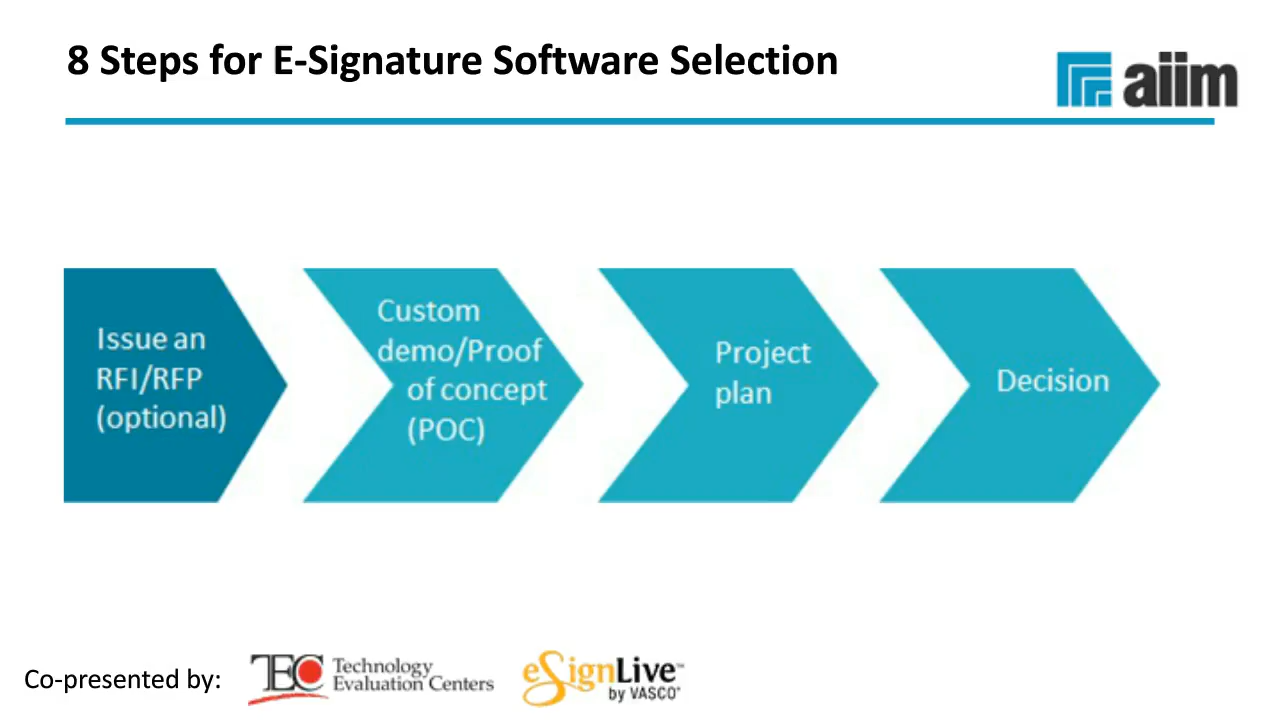 8 Steps for E-Signature Software Selection
aiim
Issue an
RFI/RFP
(optional)
Custom
demo/Proof
of concept
(POC)
Project
plan
Decision
Co-presented by:
TEC Technology
Evaluation Centers
eSignLive™
by VASCO®